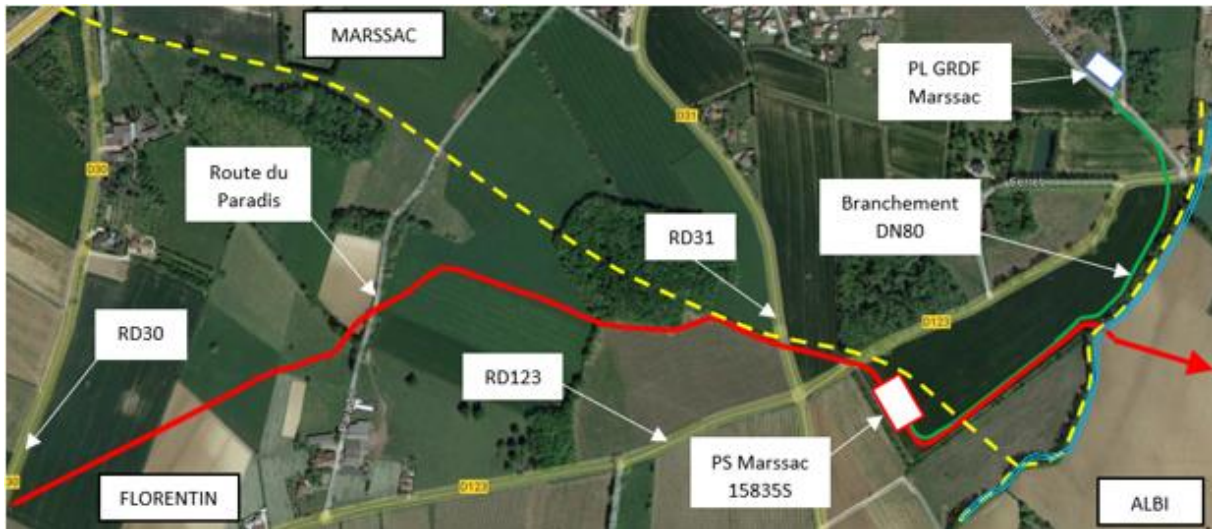 MARSSAC
PL GRDF
Marssac
D31
D30
Route du
Paradis
Branchement
DN80
RD31
RD30
D123
RD123
PS Marssac
15835S
FLORENTIN
D123
ALBI